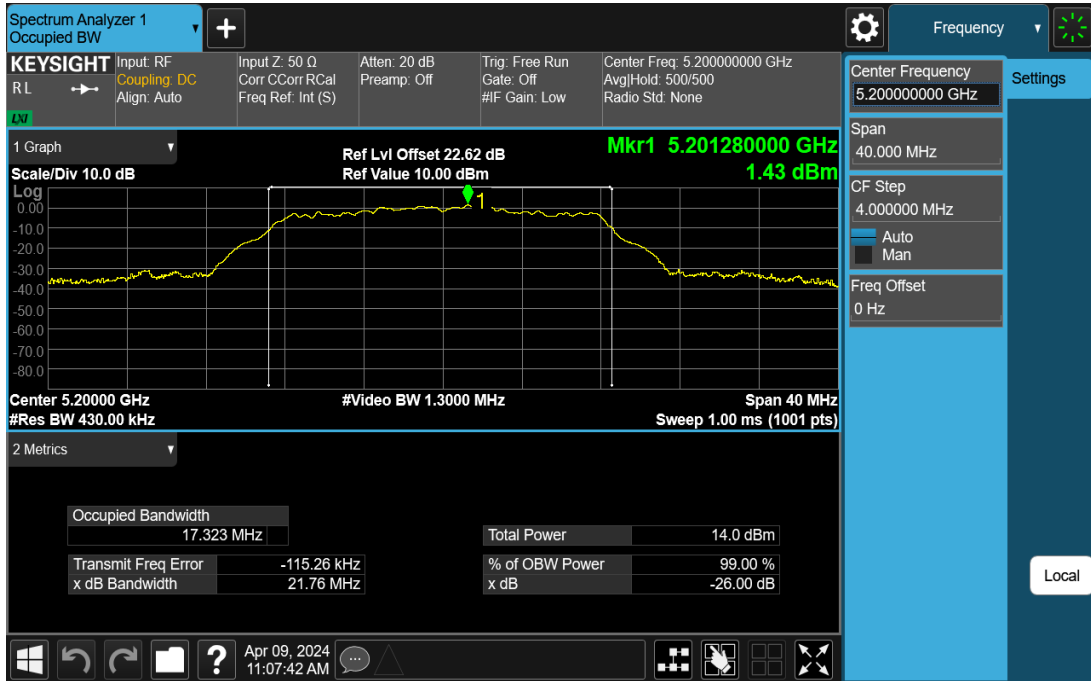 Spectrum Analyzer 1
Occupied BW
+
Frequency
KEYSIGHT
RL
LXI
Input: RF
Coupling: DC
Align: Auto
Input Z: 50 Ω
Corr CCorr RCal
Freq Ref: Int (S)
Atten: 20 dB
Preamp: Off
Trig: Free Run
Gate: Off
#IF Gain: Low
Center Freq: 5.200000000 GHz
Avg|Hold: 500/500
Radio Std: None
Center Frequency
5.200000000 GHz
Settings
Span
40.000 MHz
CF Step
4.000000 MHz
Auto
Man
Freq Offset
0 Hz
Local
1 Graph
Scale/Div 10.0 dB
Ref Lvl Offset 22.62 dB
Ref Value 10.00 dBm
Mkr1 5.201280000 GHz
1.43 dBm
Log
0.00
-10.0
-20.0
-30.0
-40.0
-50.0
-60.0
-70.0
-80.0
1
Center 5.20000 GHz
#Video BW 1.3000 MHz
Span 40 MHz
#Res BW 430.00 kHz
Sweep 1.00 ms (1001 pts)
2 Metrics
Occupied Bandwidth
17.323 MHz
Total Power 14.0 dBm
Transmit Freq Error -115.26 kHz
% of OBW Power 99.00 %
x dB Bandwidth 21.76 MHz
x dB -26.00 dB
?
Apr 09, 2024
11:07:42 AM